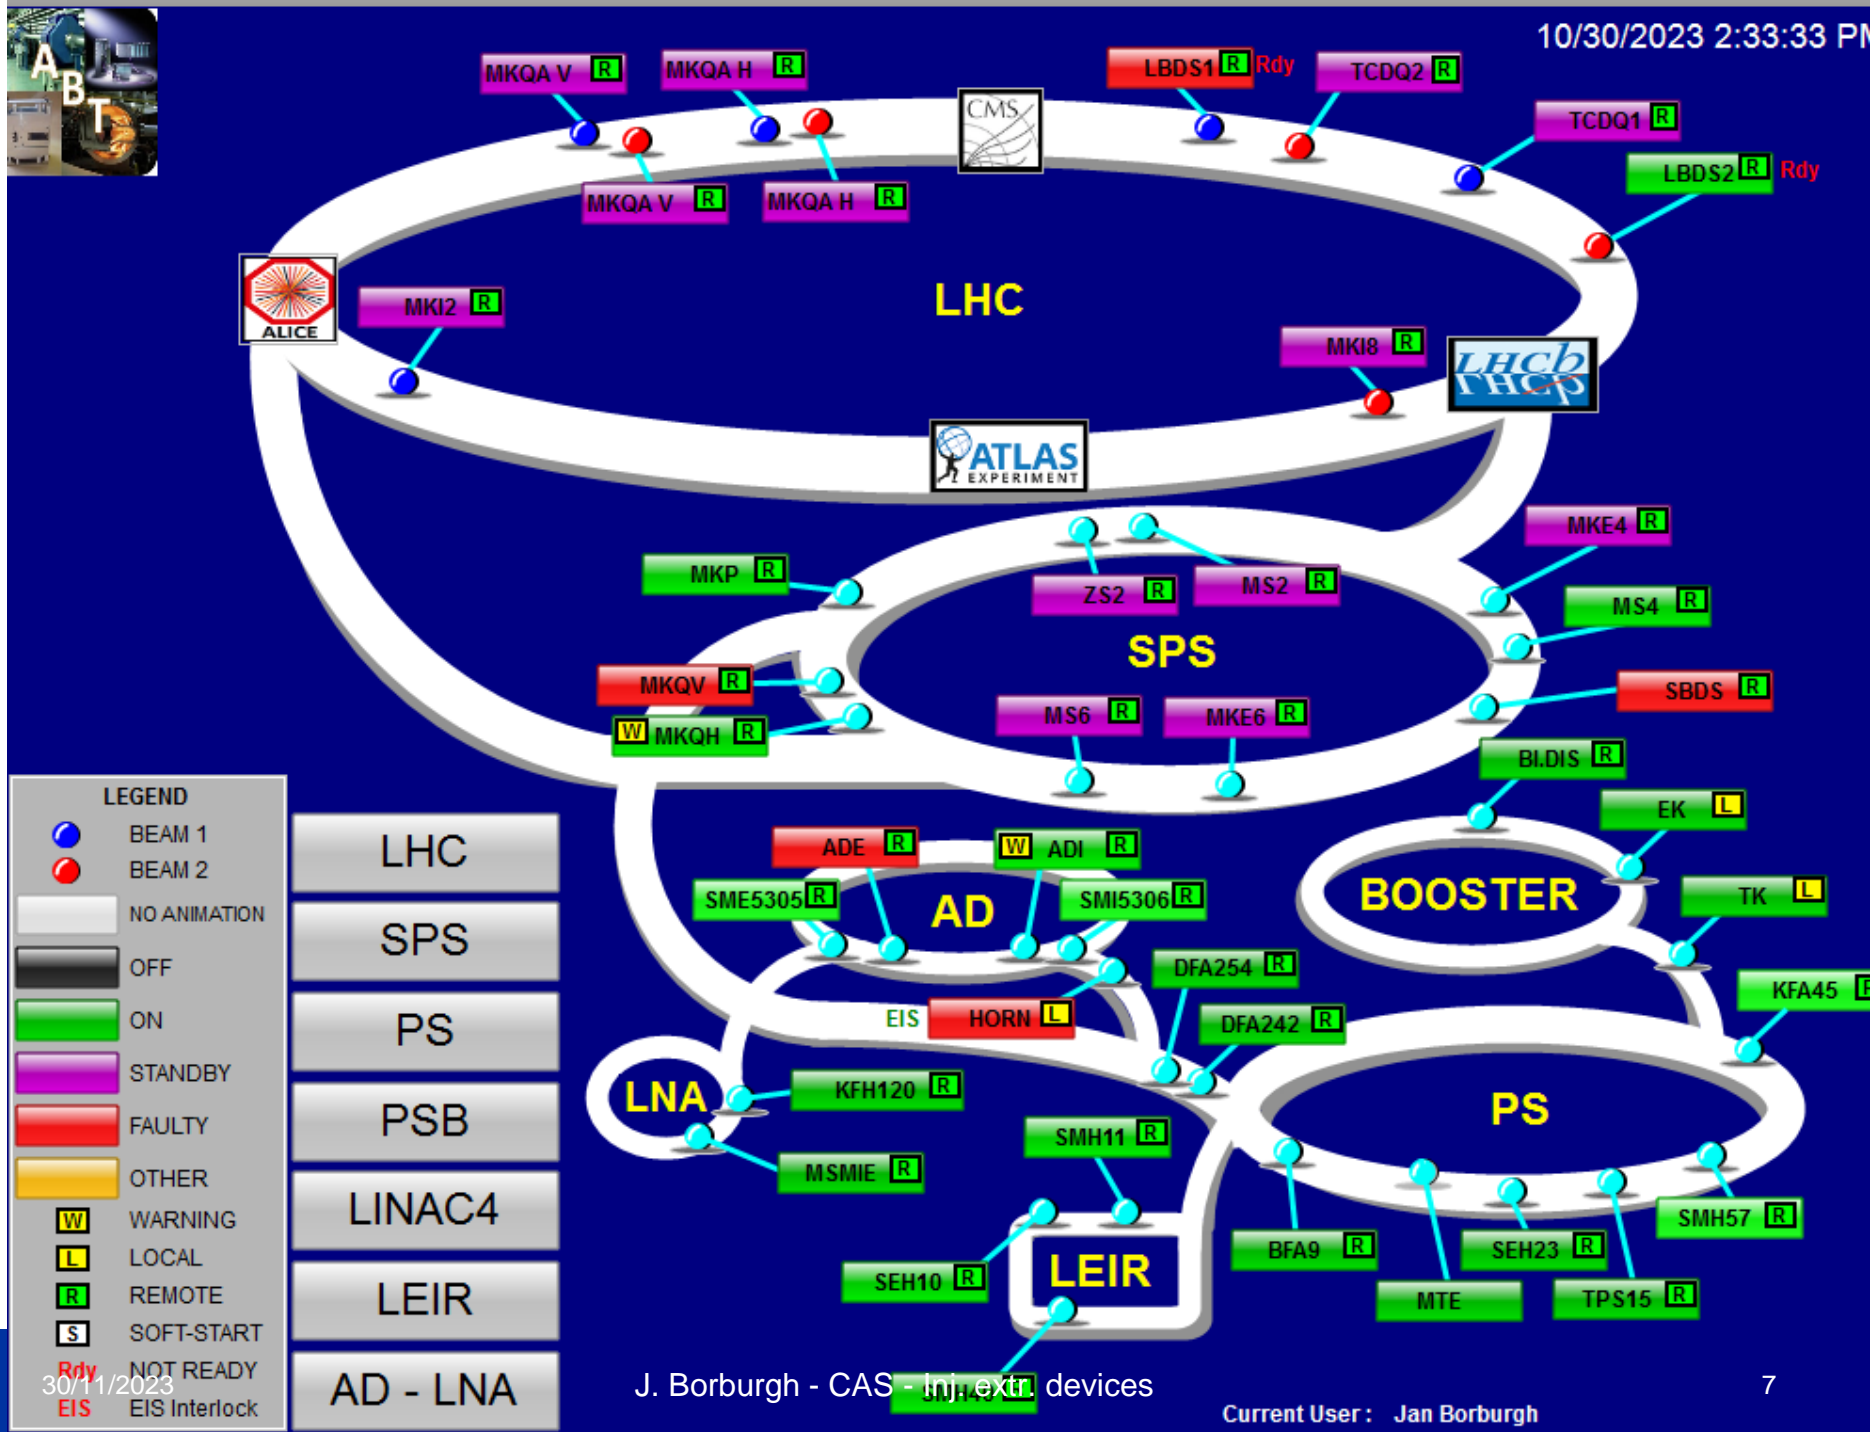 A
B
T
10/30/2023 2:33:33 PM
MKQA V R
MKQA H R
LBDS1 R Rdy
TCDQ2 R
CMS
TCDQ1 R
LBDS2 R Rdy
MKQA V R
MKQA H R
ALICE
MKI2 R
LHC
MKI8 R
LHCb
ATLAS
EXPERIMENT
MKE4 R
MKP R
ZS2 R
MS2 R
MS4 R
SPS
MKQV R
SBDS R
W MKQH R
MS6 R
MKE6 R
BI.DIS R
EK L
ADE R
W ADI R
SME5305 R
AD
SMI5306 R
BOOSTER
TK L
DFA254 R
KFA45
EIS
HORN L
DFA242 R
LNA
KFH120 R
PS
SMH11 R
MSMIE R
SMH57 R
BFA9 R
SEH23 R
SEH10 R
LEIR
MTE
TPS15 R
LEGEND
BEAM 1
BEAM 2
NO ANIMATION
OFF
ON
STANDBY
FAULTY
OTHER
W WARNING
L LOCAL
R REMOTE
S SOFT-START
Rdy NOT READY
EIS EIS Interlock
LHC
SPS
PS
PSB
LINAC4
LEIR
AD - LNA
30/11/2023
J. Borburgh - CAS - Inj. extr. devices
7
Current User : Jan Borburgh